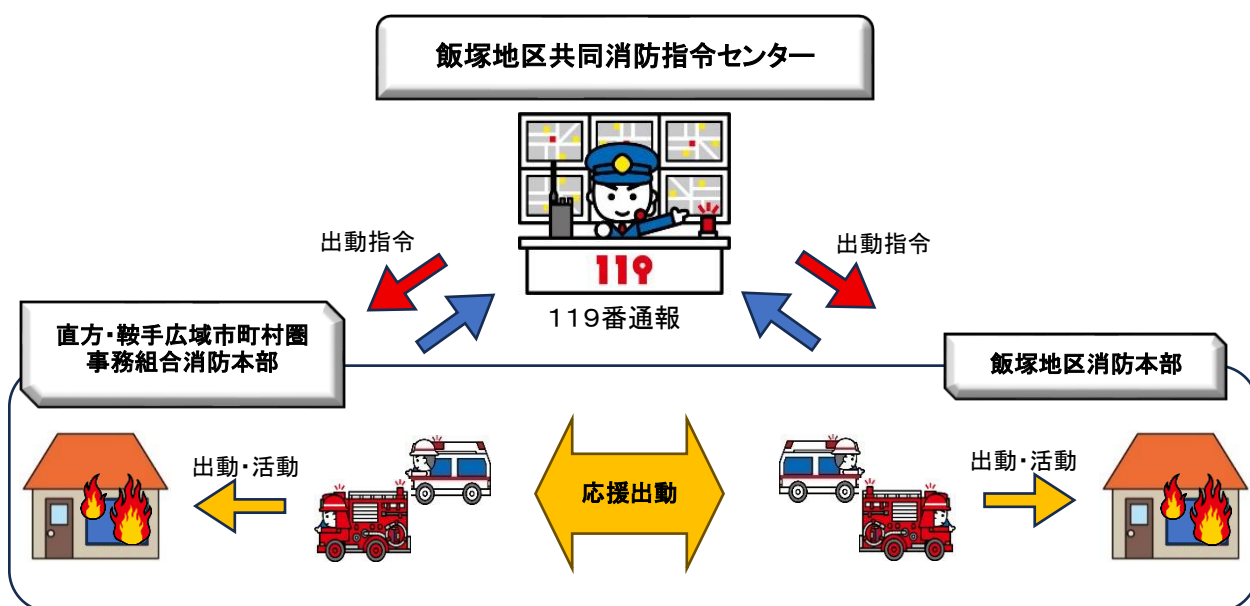 飯塚地区共同消防指令センター
出動指令
出動指令
119
119番通報
直方・鞍手広域市町村圏
事務組合消防本部
飯塚地区消防本部
出動・活動
応援出動
出動・活動